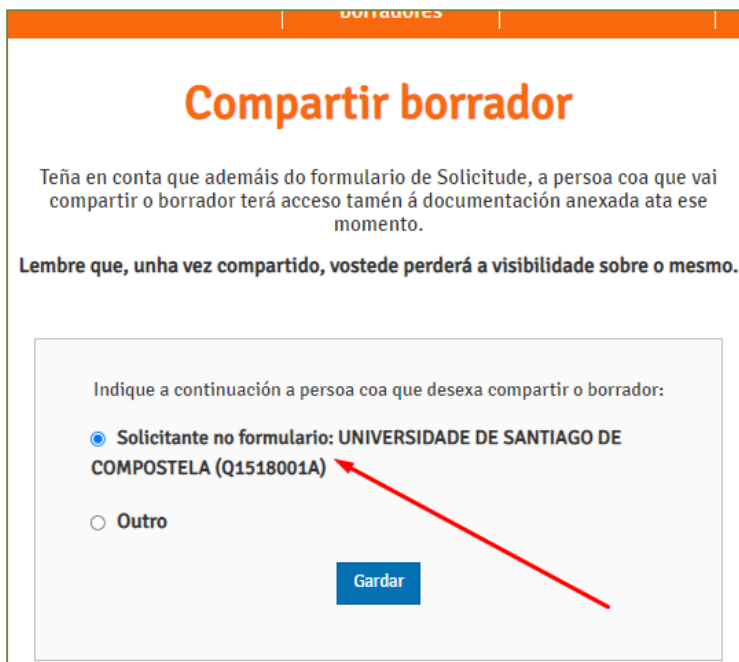 borradores
Compartir borrador
Teña en conta que ademáis do formulario de Solicitude, a persoa coa que vai
compartir o borrador terá acceso tamén á documentación anexada ata ese
momento.
Lembre que, unha vez compartido, vostede perderá a visibilidade sobre o mesmo.
Indique a continuación a persoa coa que desexa compartir o borrador:
Solicitante no formulario: UNIVERSIDADE DE SANTIAGO DE
COMPOSTELA (Q1518001A)
Outro
Gardar